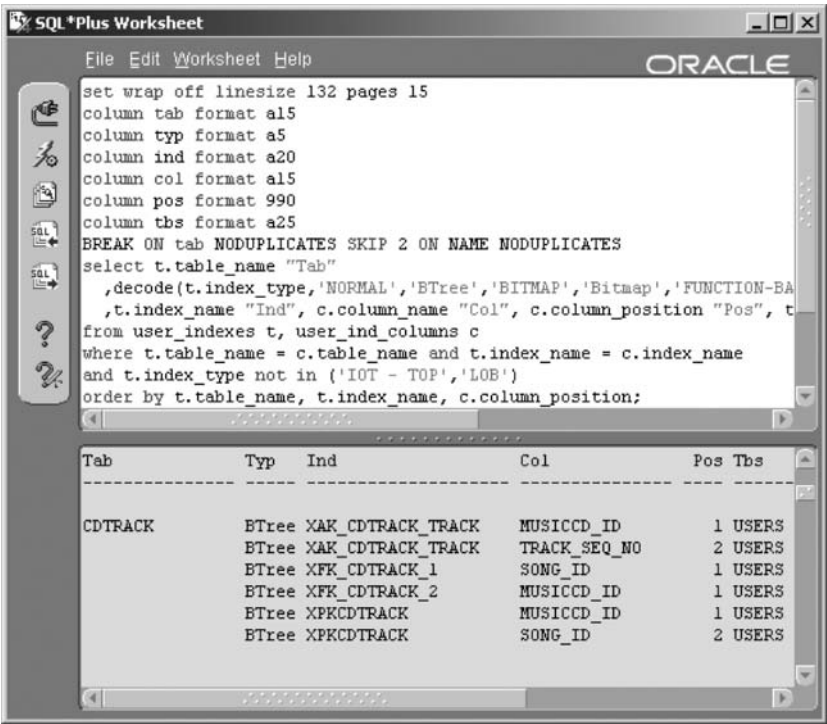 SQL*Plus Worksheet
File Edit Worksheet Help
ORACLE
set wrap off linesize 132 pages 15
column tab format a15
column typ format a5
column ind format a20
column col format a15
column pos format 990
column tbs format a25
BREAK ON tab NODUPLICATES SKIP 2 ON NAME NODUPLICATES
select t.table_name "Tab"
,decode(t.index_type,'NORMAL','BTree','BITMAP','Bitmap','FUNCTION-BA
,t.index_name "Ind", c.column_name "Col", c.column_position "Pos", t
from user_indexes t, user_ind_columns c
where t.table_name = c.table_name and t.index_name = c.index_name
and t.index_type not in ('IOT - TOP','LOB')
order by t.table_name, t.index_name, c.column_position;
Tab Typ Ind Col Pos Tbs
--------------- ----- -------------------- --------------- ---- ------
CDTRACK BTree XAK_CDTRACK_TRACK MUSICCD_ID 1 USERS
BTree XAK_CDTRACK_TRACK TRACK_SEQ_NO 2 USERS
BTree XFK_CDTRACK_1 SONG_ID 1 USERS
BTree XFK_CDTRACK_2 MUSICCD_ID 1 USERS
BTree XPKCDTRACK MUSICCD_ID 1 USERS
BTree XPKCDTRACK SONG_ID 2 USERS